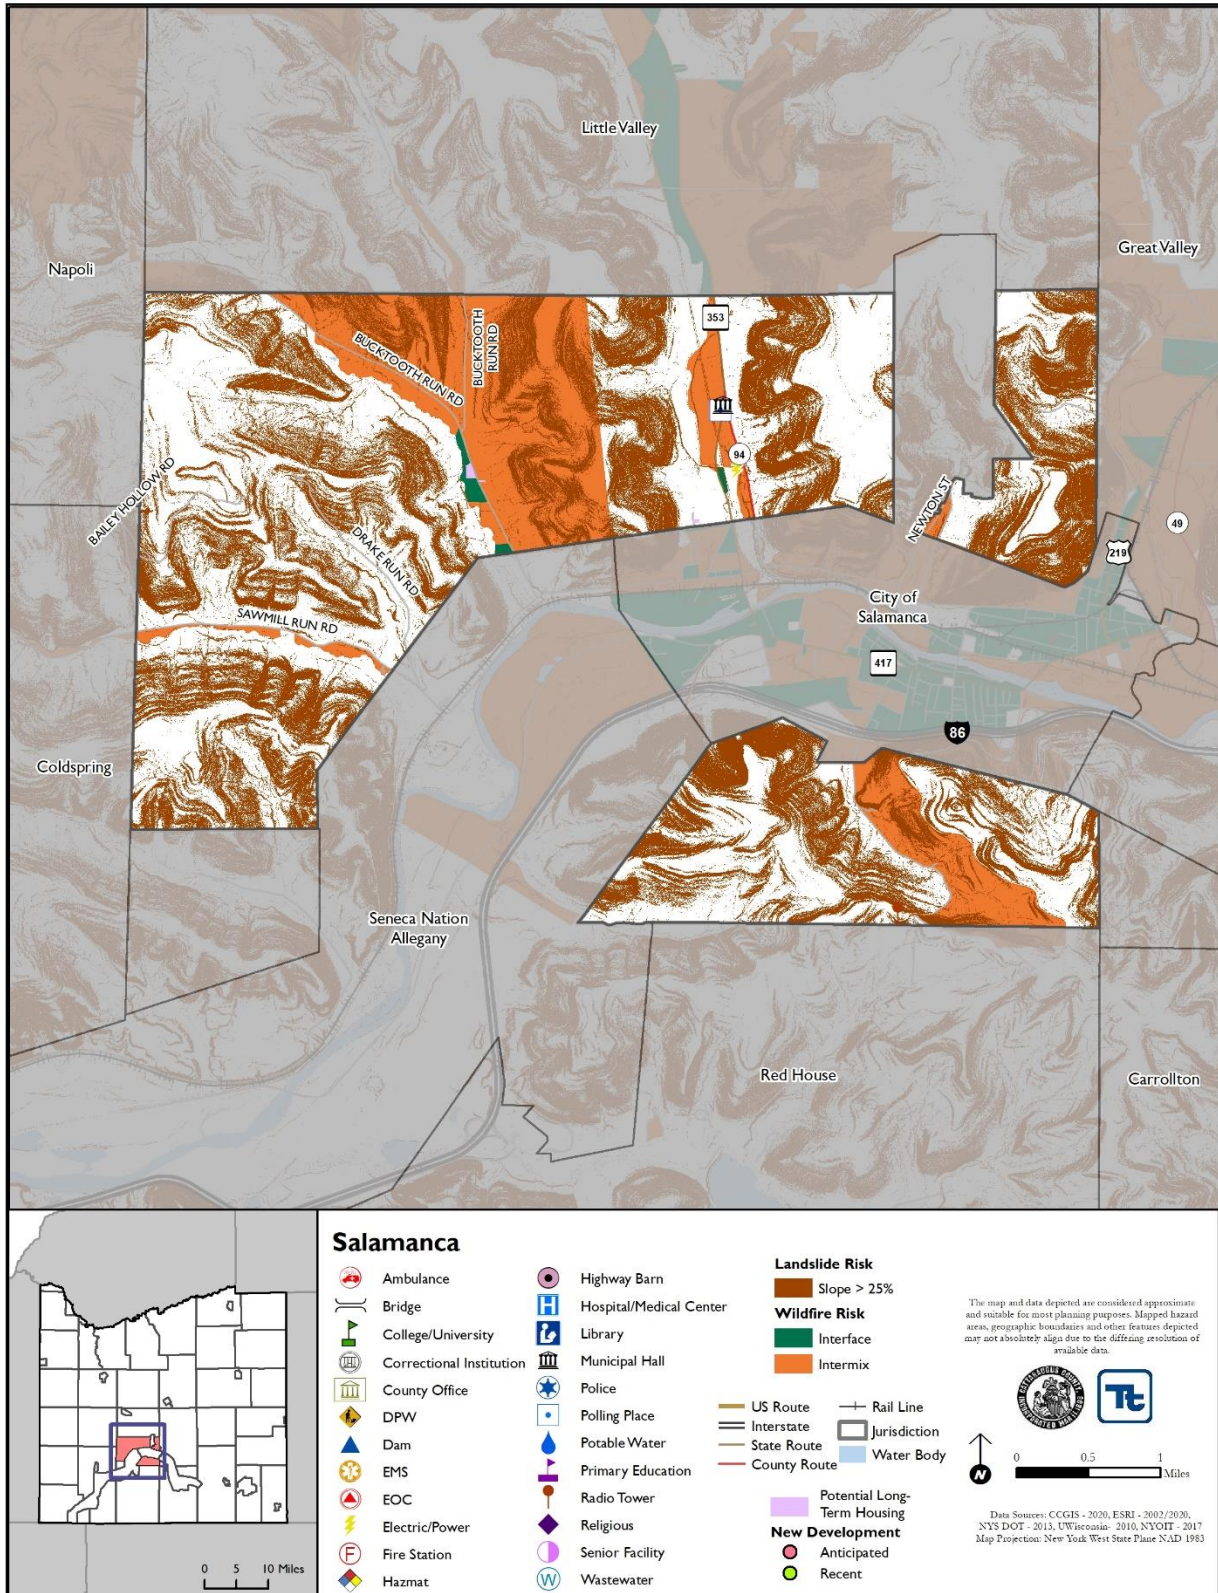 Little Valley
Great Valley
Napoli
353
BUCKTOOTH RUN RD
BUCKTOOTH
RUN RD
94
BAILEY HOLLOW RD
DRAKE RUN RD
NEWTON ST
49
219
SAWMILL RUN RD
City of
Salamanca
417
86
Coldspring
Seneca Nation
Allegany
Red House
Carrollton
0 5 10 Miles
Salamanca
Ambulance
Bridge
College/University
Correctional Institution
County Office
DPW
Dam
EMS
EOC
Electric/Power
F
Fire Station
Hazmat
Highway Barn
H
Hospital/Medical Center
Library
Municipal Hall
Police
Polling Place
Potable Water
Primary Education
Radio Tower
Religious
Senior Facility
W
Wastewater
Landslide Risk
Slope > 25%
Wildfire Risk
Interface
Intermix
US Route
Interstate
State Route
County Route
Rail Line
Jurisdiction
Water Body
Potential Long-
Term Housing
New Development
Anticipated
Recent
The map and data depicted are considered approximate
and suitable for most planning purposes. Mapped hazard
areas, geographic boundaries and other features depicted
may not absolutely align due to the differing resolution of
available data.
Tt
N
0 0.5 1
Miles
Data Sources: CCGIS - 2020, ESRI - 2002/2020,
NYS DOT - 2013, UWisconsin- 2010, NYOIT - 2017
Map Projection: New York West State Plane NAD 1983